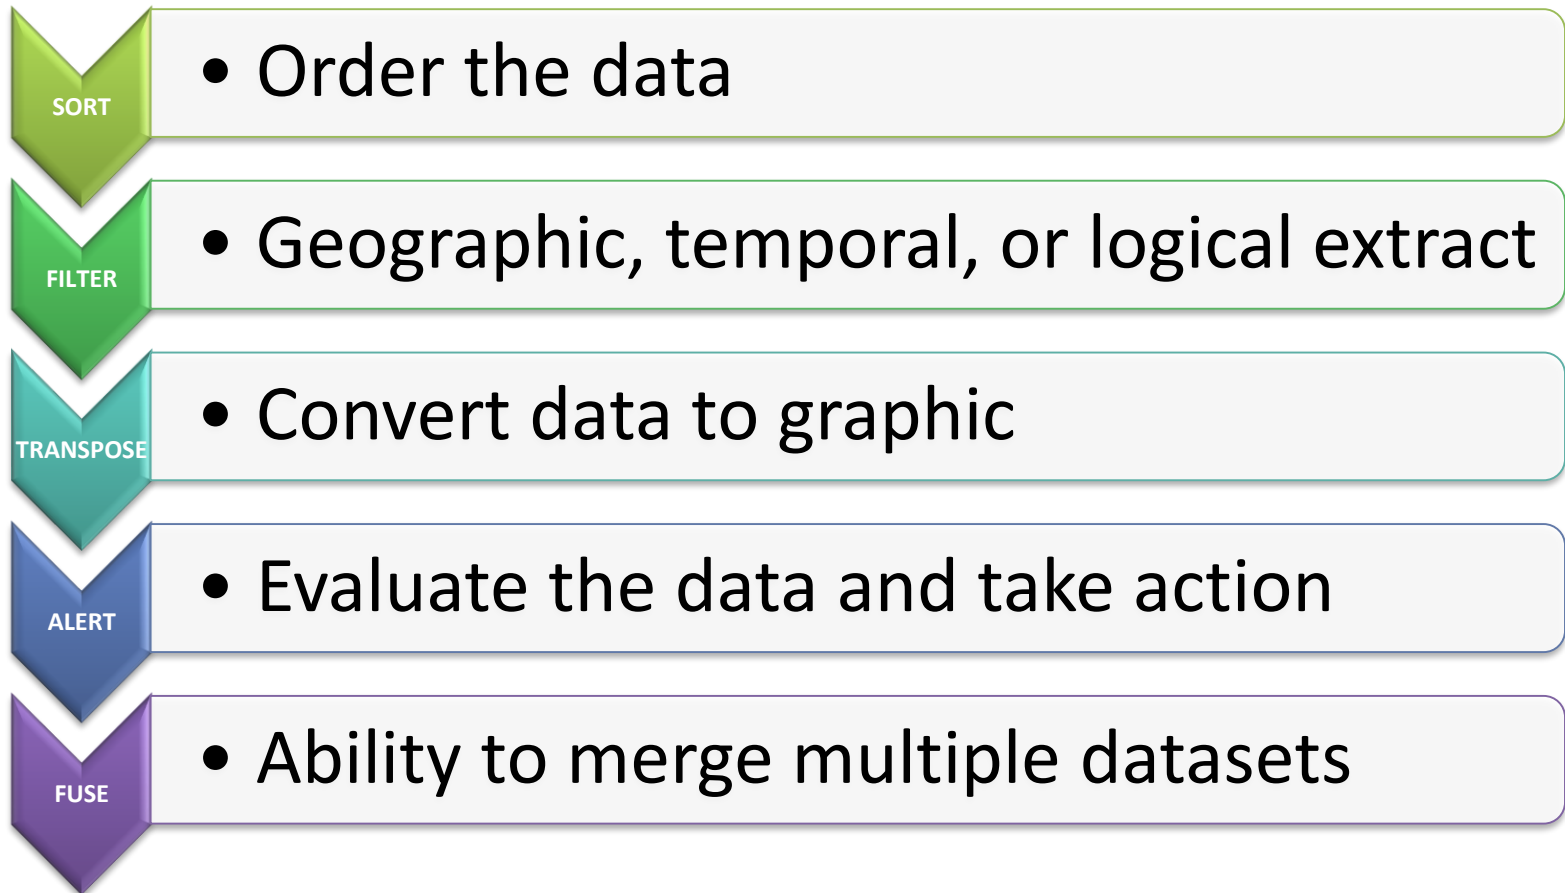 SORT
• Order the data
FILTER
• Geographic, temporal, or logical extract
TRANSPOSE
• Convert data to graphic
ALERT
• Evaluate the data and take action
FUSE
• Ability to merge multiple datasets